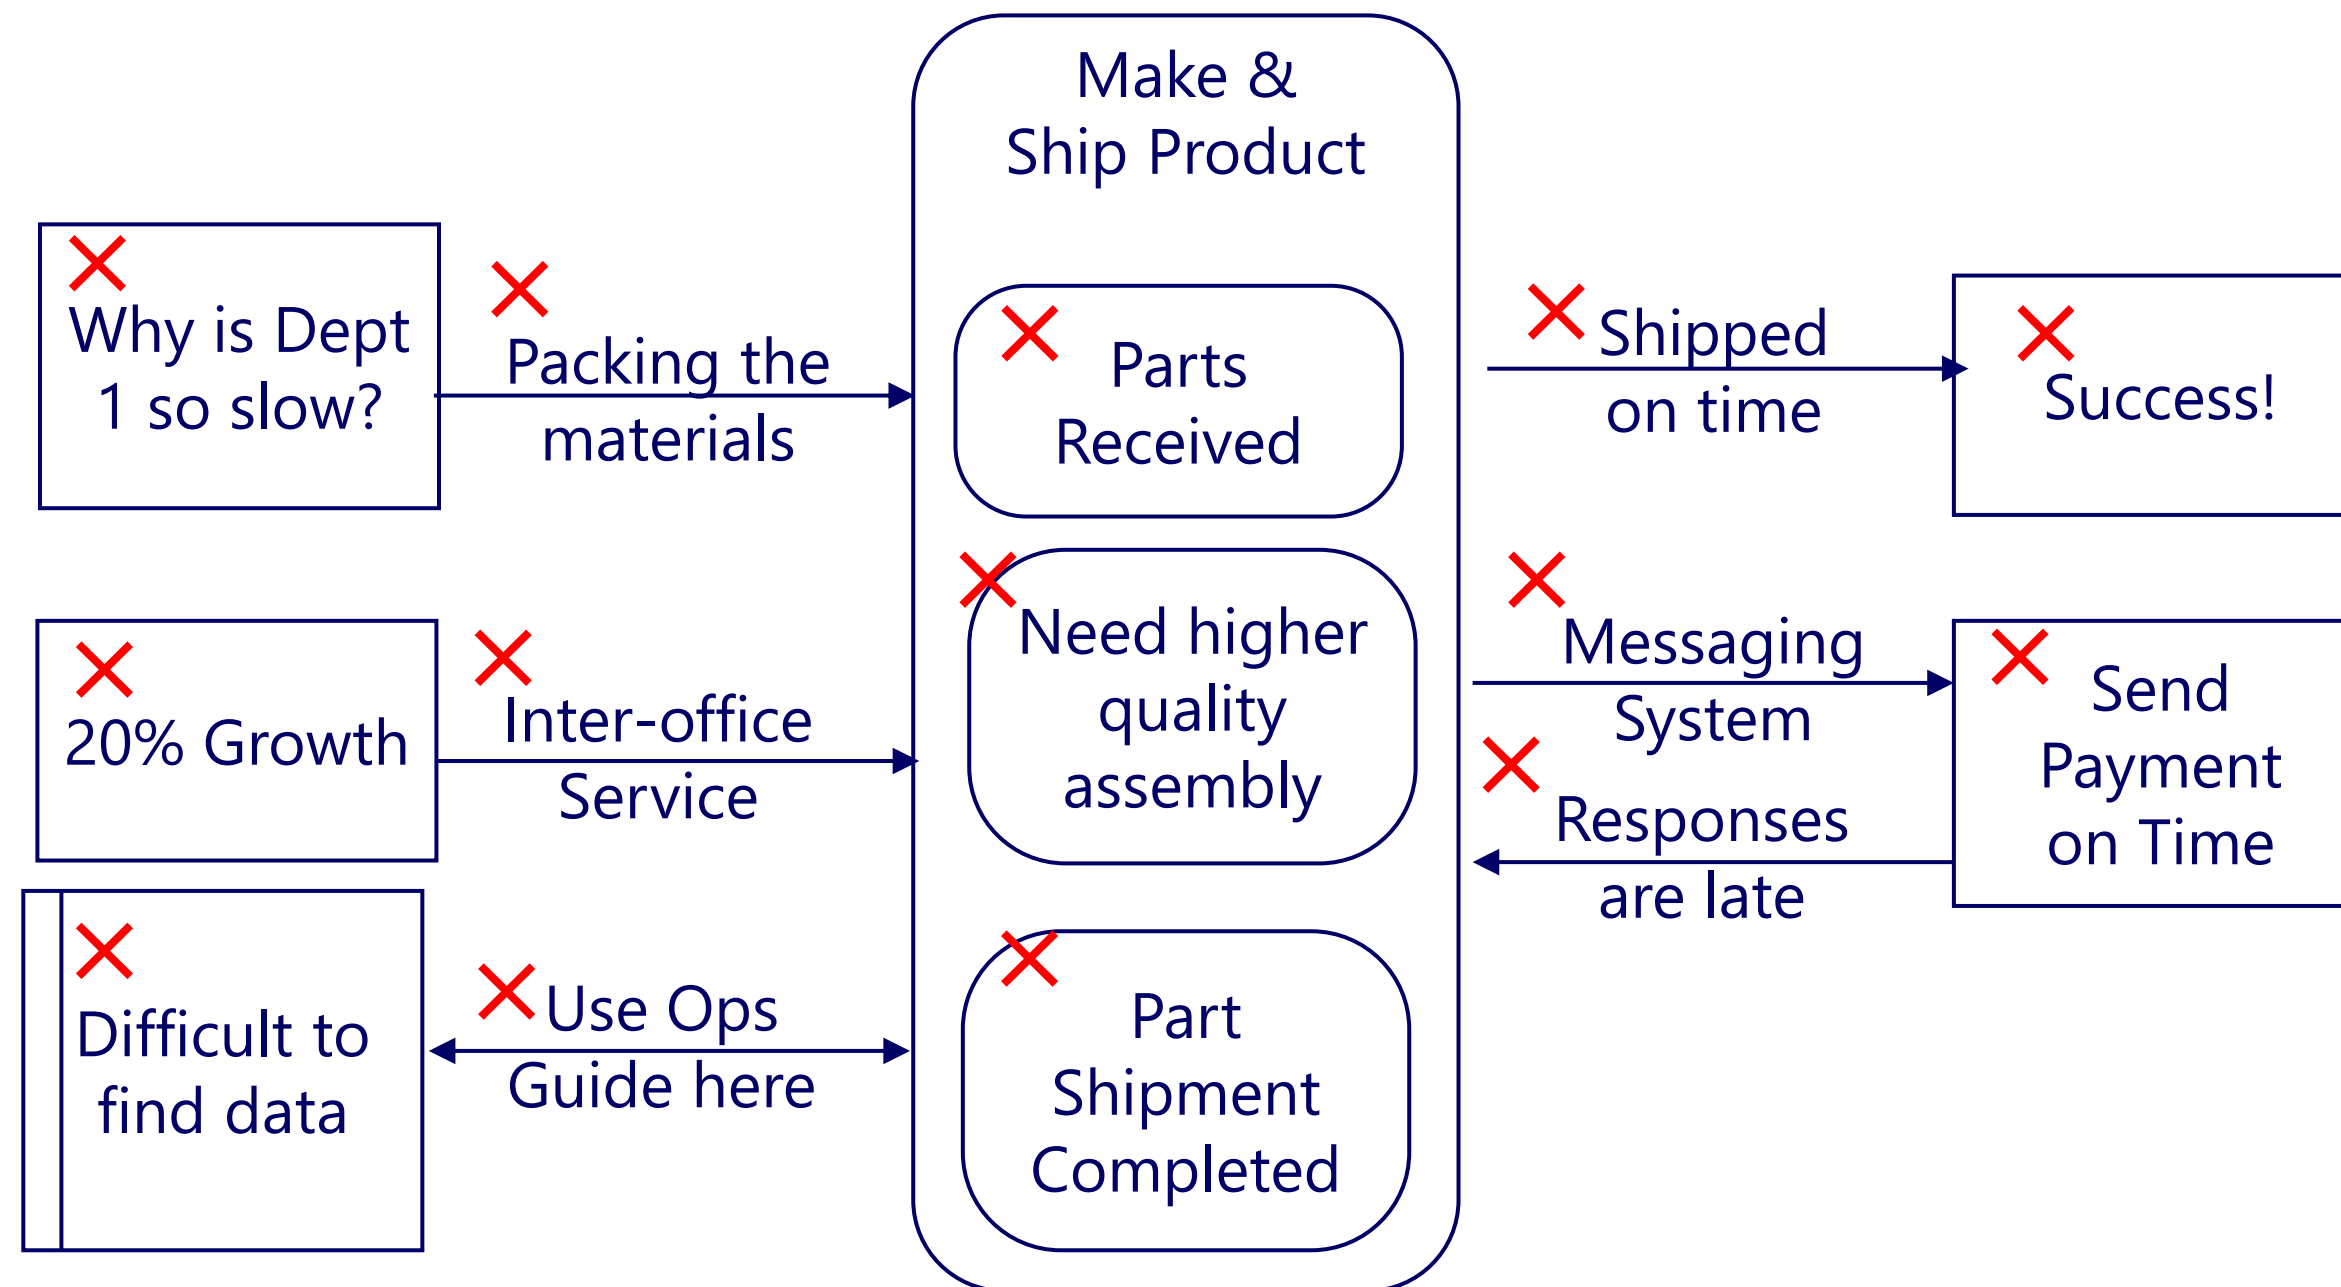 Make &
Ship Product
Why is Dept
1 so slow?
Packing the
materials
Parts
Received
Shipped
on time
Success!
20% Growth
Inter-office
Service
Need higher
quality
assembly
Messaging
System
Responses
are late
Send
Payment
on Time
Difficult to
find data
Use Ops
Guide here
Part
Shipment
Completed